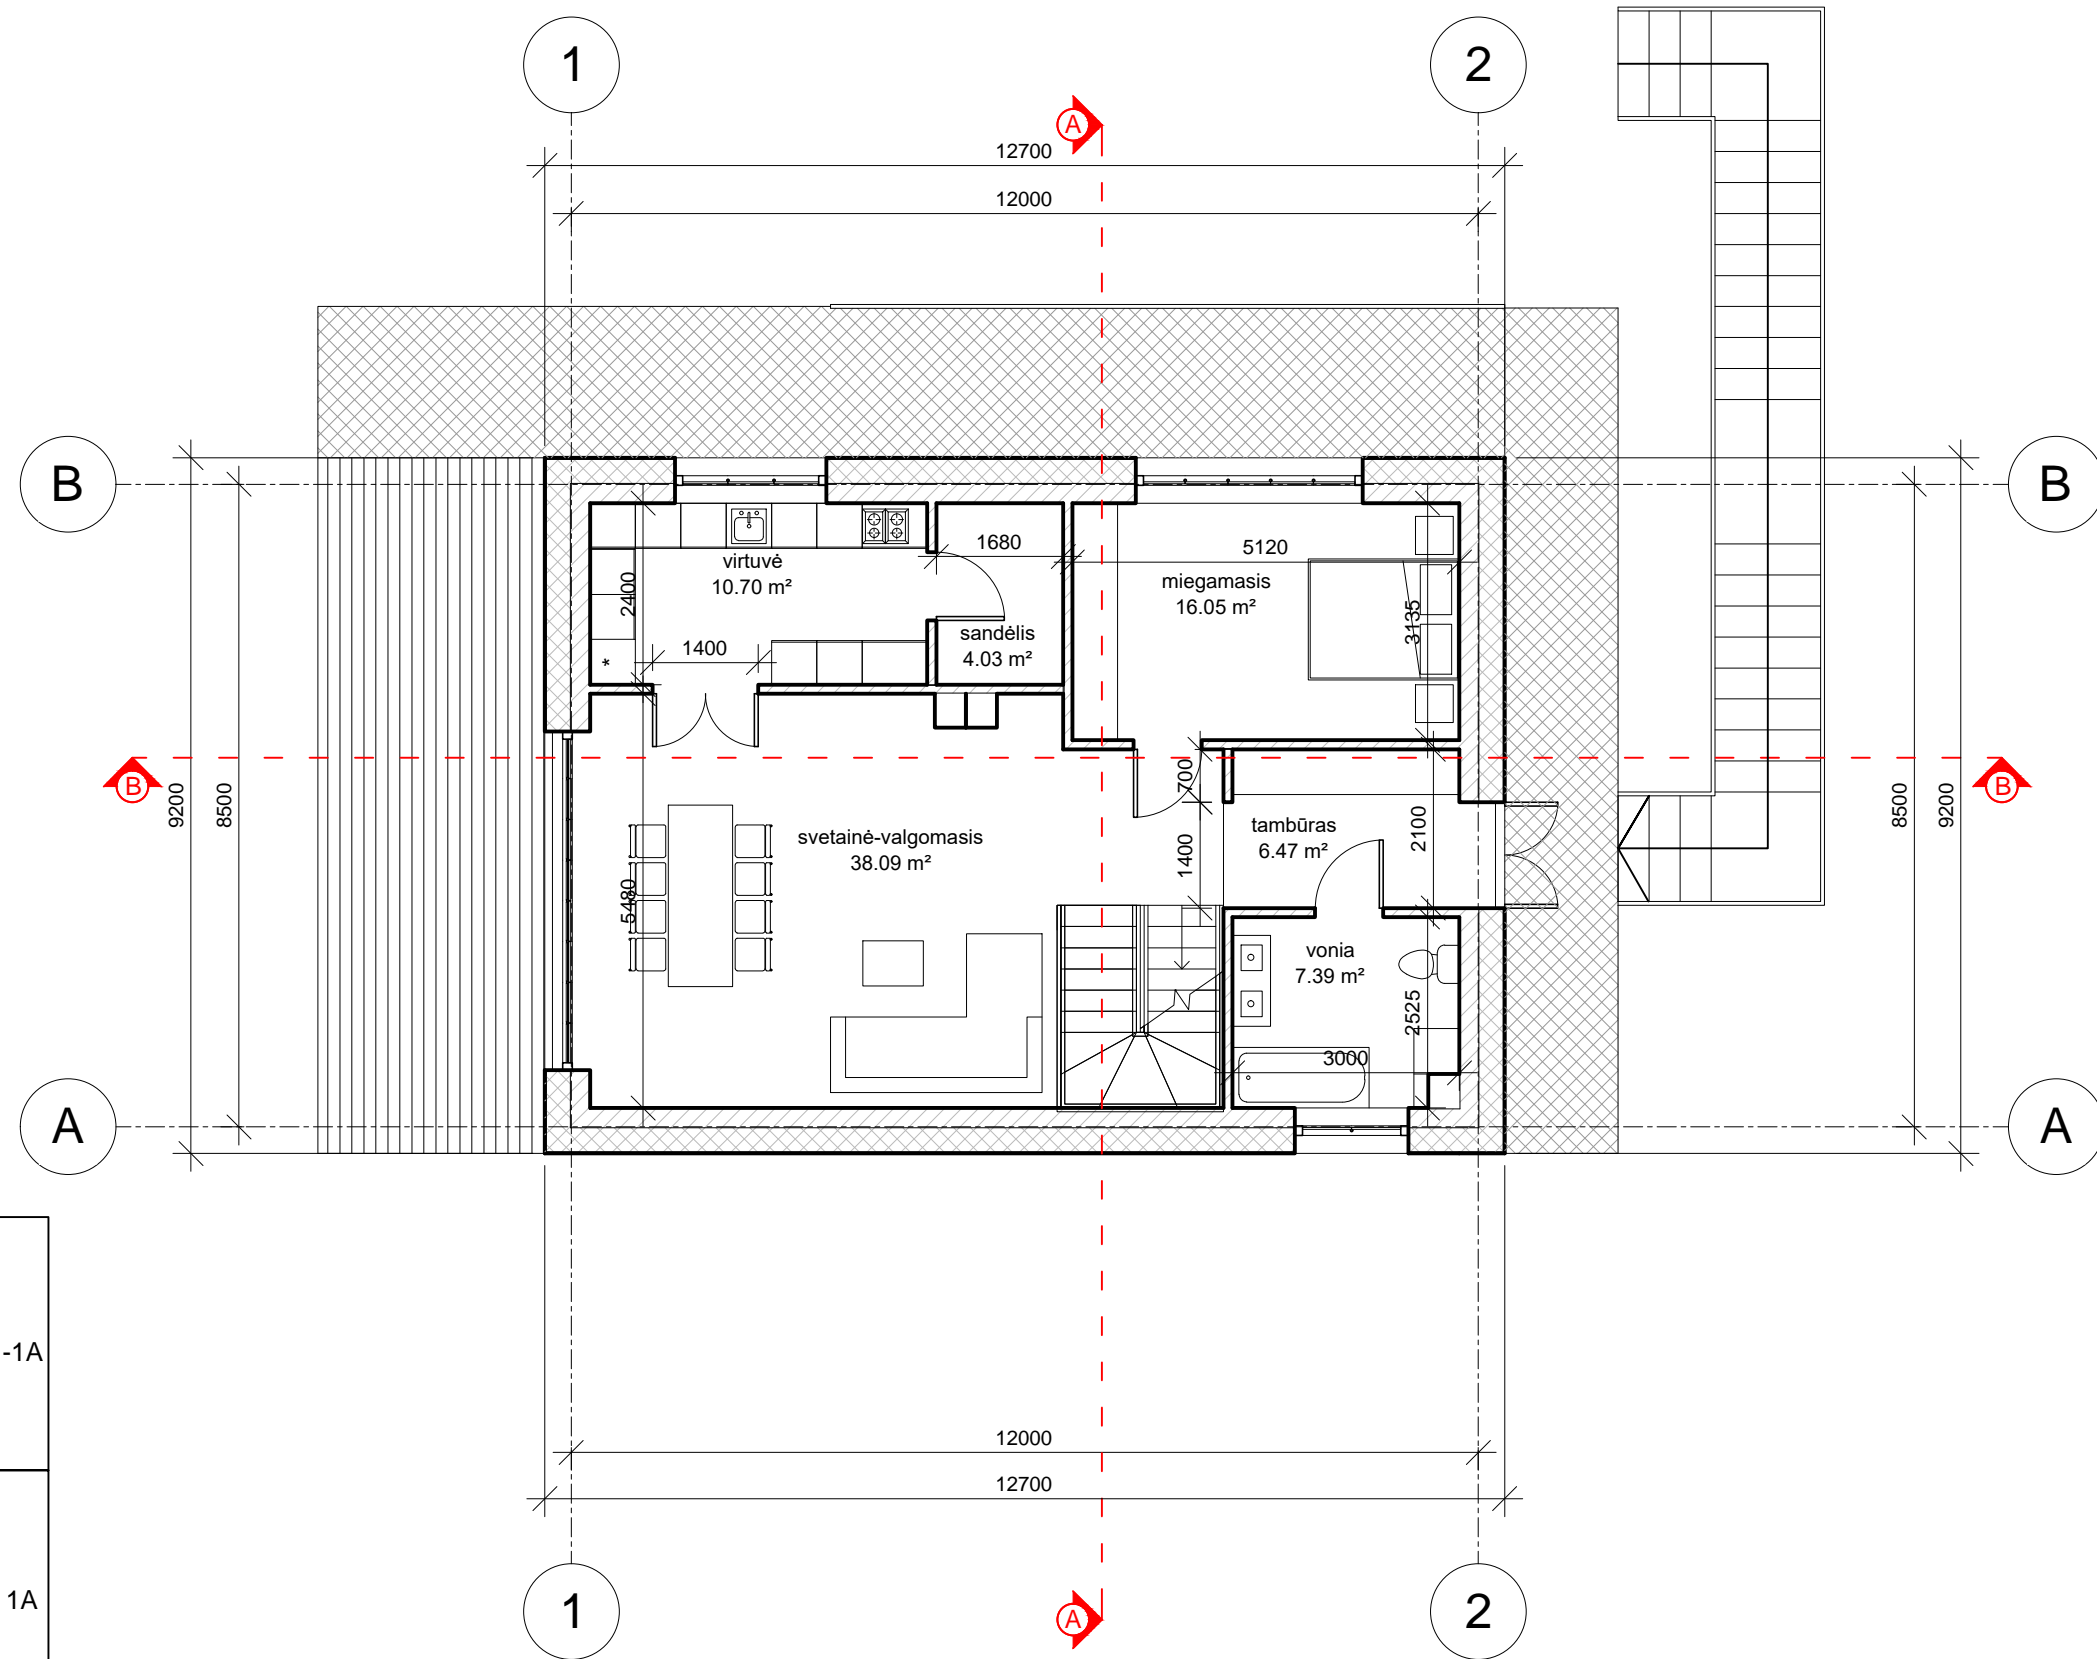 1
2
A
12700
12000
B
B
1680
5120
virtuvė
10.70 m²
miegamasis
16.05 m²
2400
3135
sandėlis
4.03 m²
1400
*
B
B
700
9200
8500
8500
9200
svetainė-valgomasis
38.09 m²
tambūras
6.47 m²
2100
1400
5480
vonia
7.39 m²
2525
3000
A
A
-1A
12000
12700
1A
1
A
2